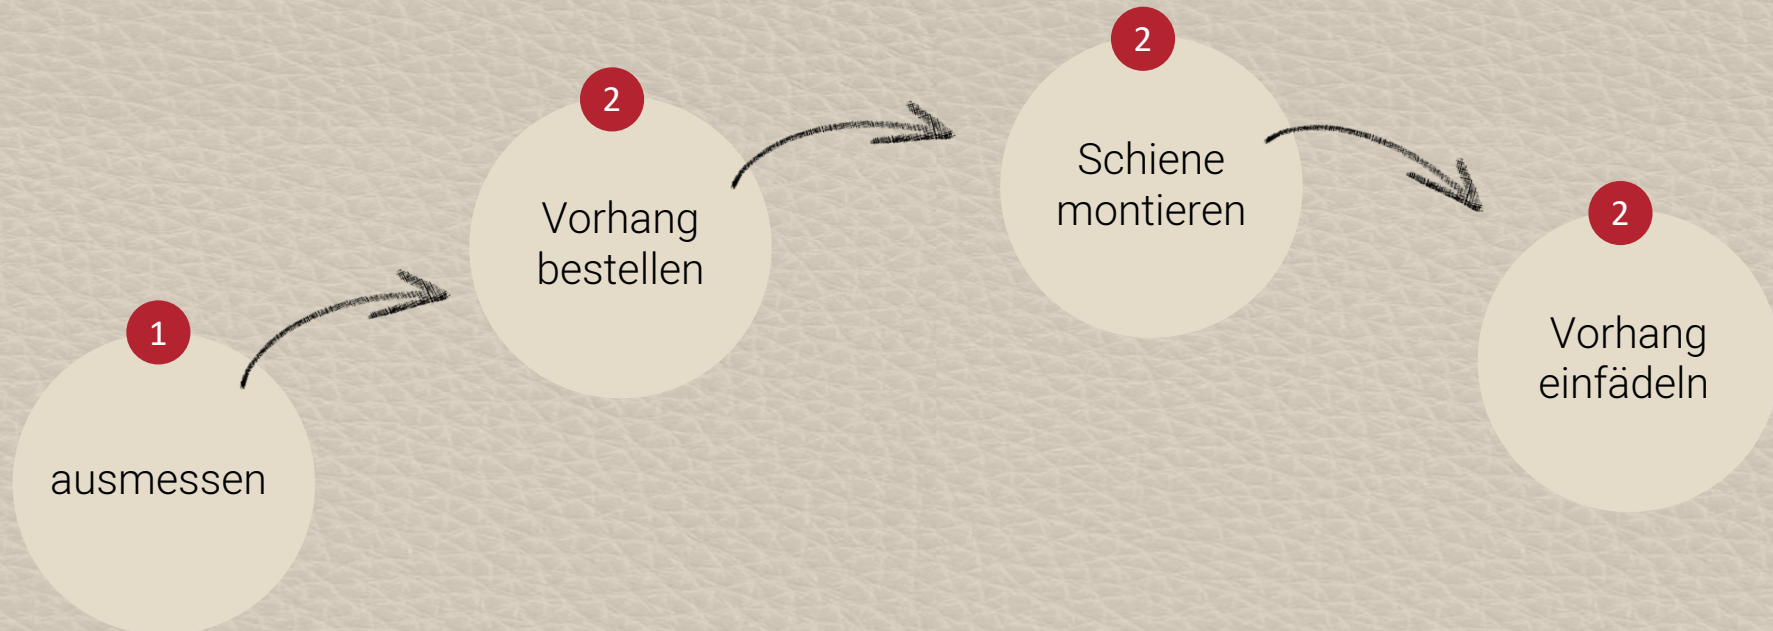 1
ausmessen
2
Vorhang
bestellen
2
Schiene
montieren
2
Vorhang
einfädeln